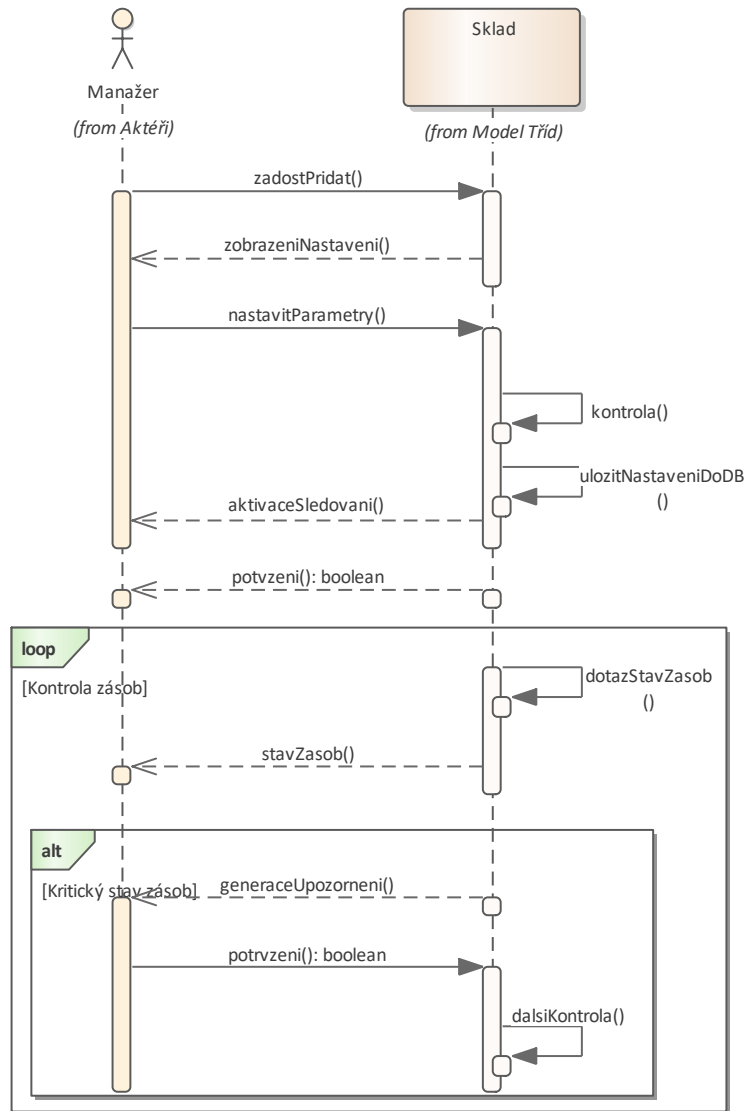 Sklad
Manažer
(from Aktéři)
(from Model Tříd)
zadostPridat()
zobrazeniNastaveni()
nastavitParametry()
kontrola()
ulozitNastaveniDoDB
()
aktivaceSledovani()
potvzeni(): boolean
loop
[Kontrola zásob]
dotazStavZasob
()
stavZasob()
alt
[Kritický stav zásob]
generaceUpozorneni()
potrvzeni(): boolean
dalsiKontrola()